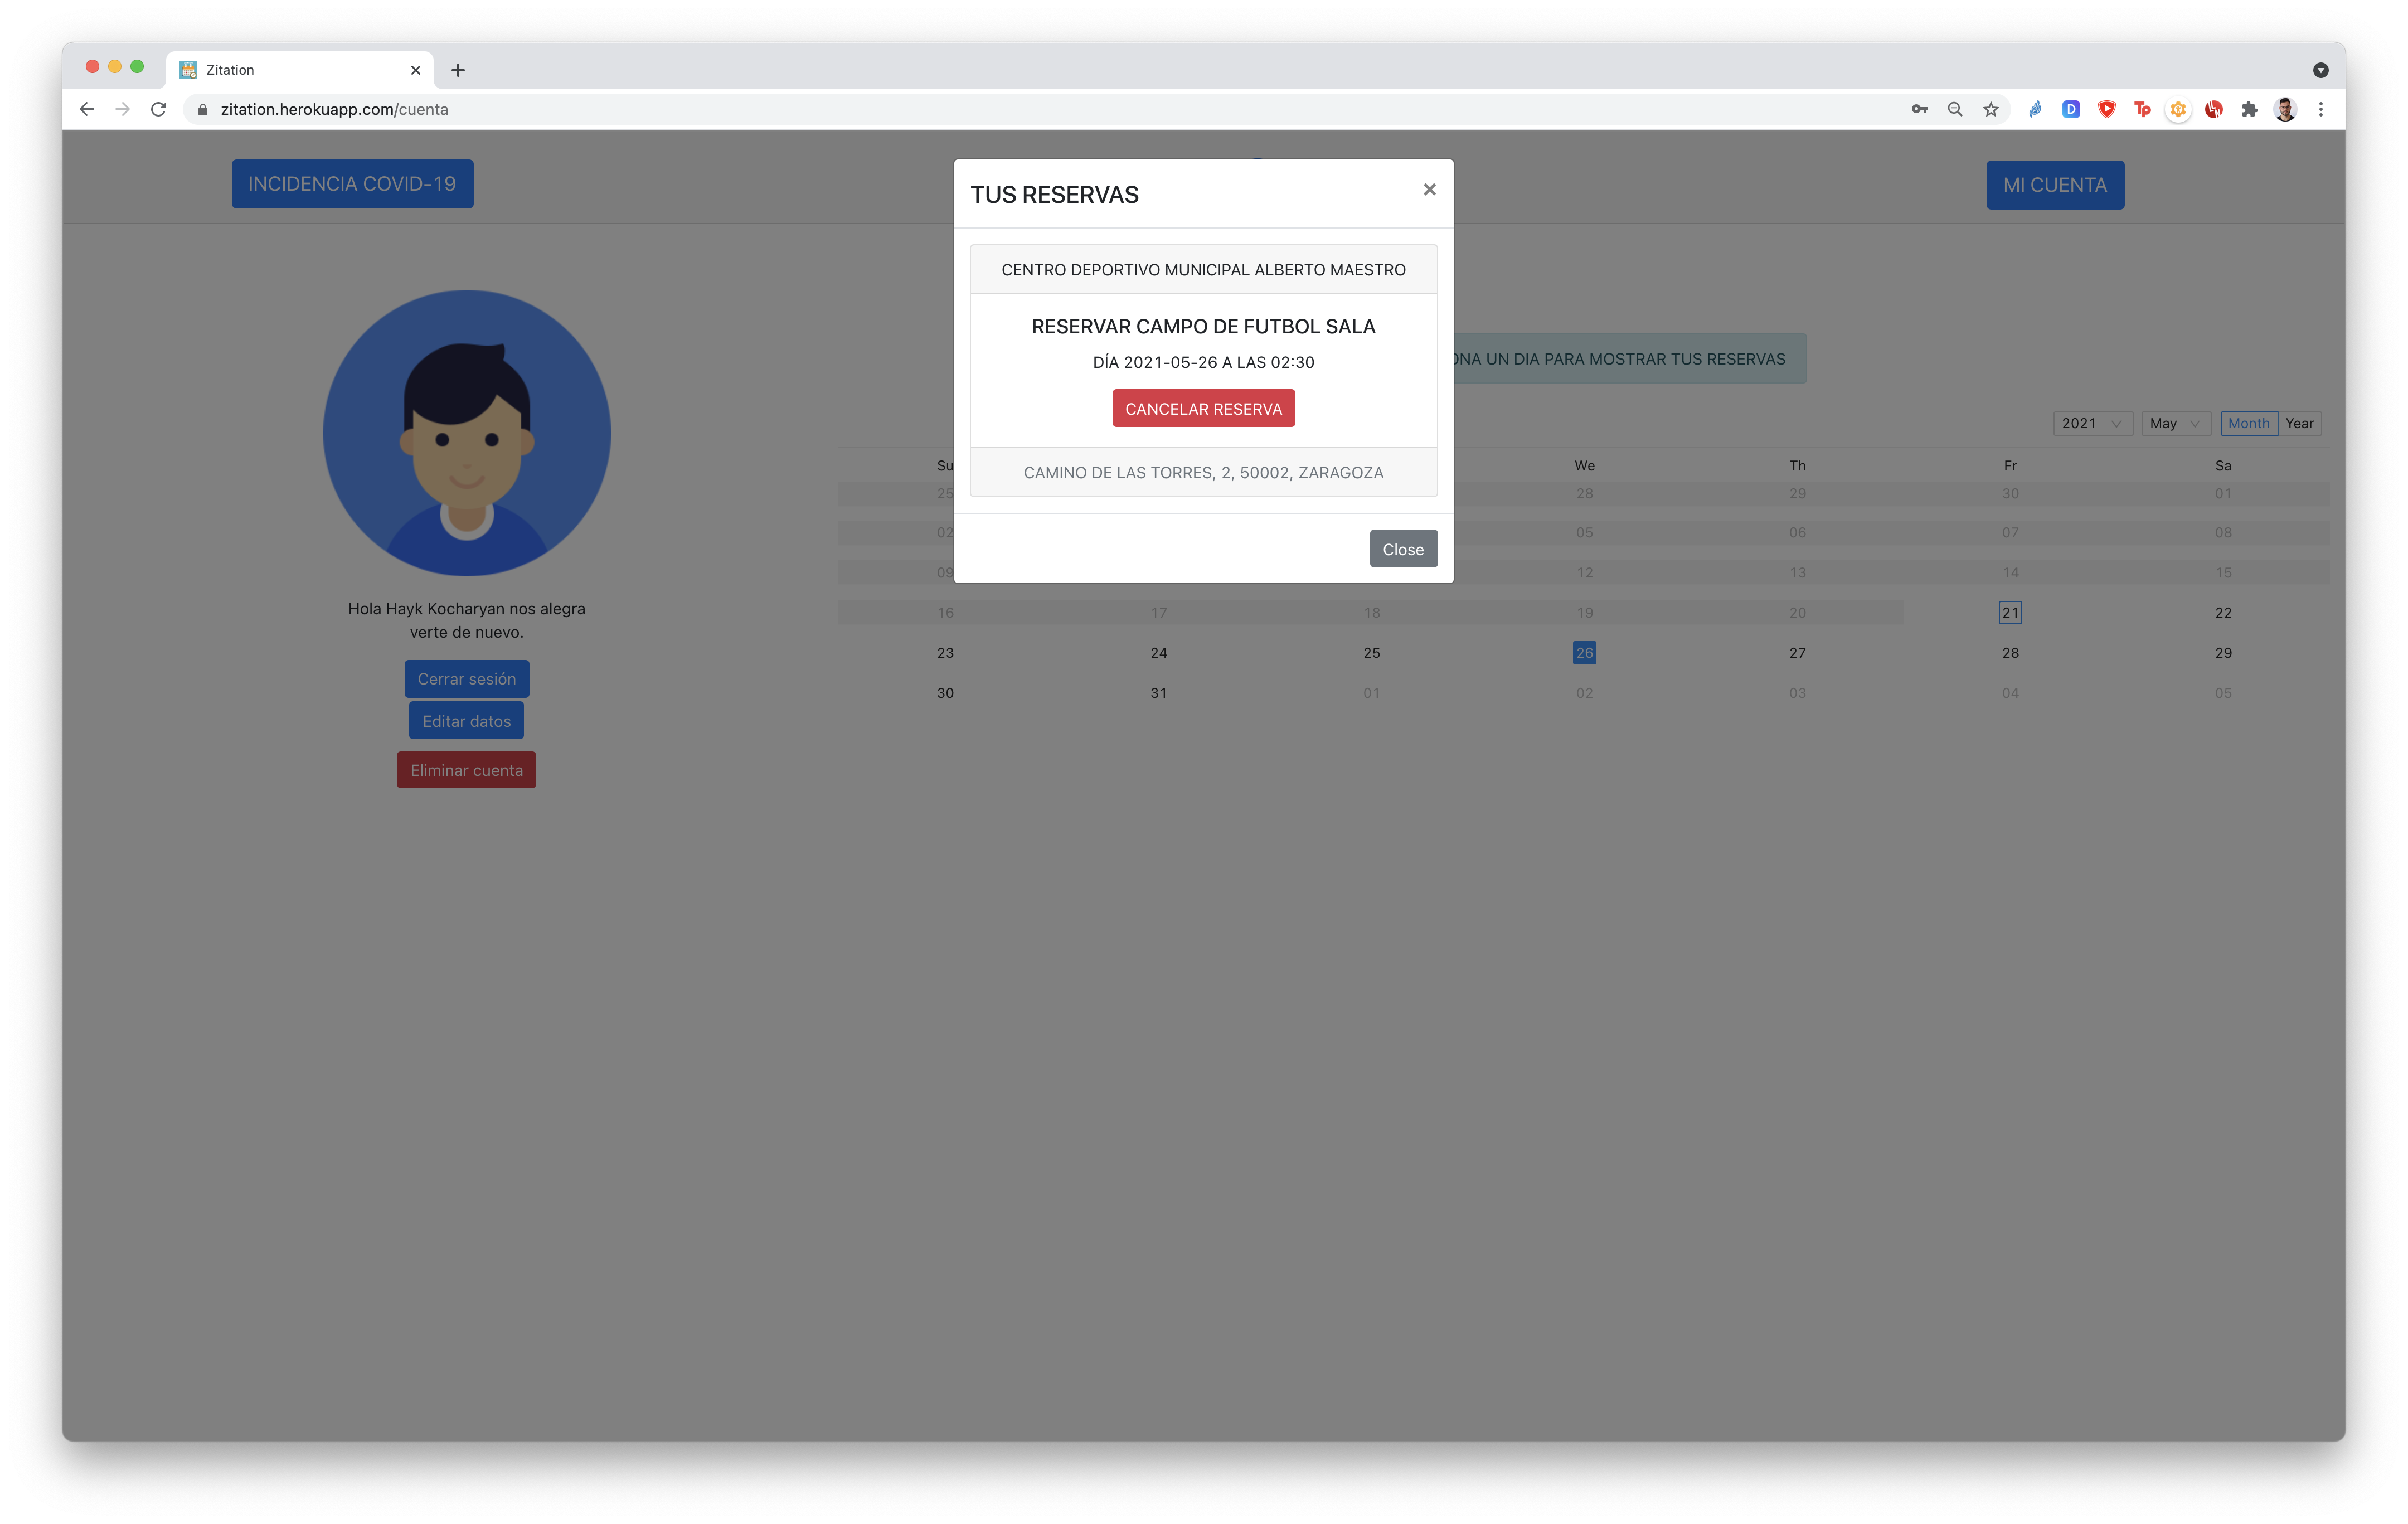 Zitation
zitation.herokuapp.com/cuenta
INCIDENCIA COVID-19
MI CUENTA
TUS RESERVAS
×
CENTRO DEPORTIVO MUNICIPAL ALBERTO MAESTRO
RESERVAR CAMPO DE FUTBOL SALA
DÍA 2021-05-26 A LAS 02:30
CANCELAR RESERVA
CAMINO DE LAS TORRES, 2, 50002, ZARAGOZA
Close
UN DIA PARA MOSTRAR TUS RESERVAS
2021 May Month Year
Su We Th Fr Sa
25 28 29 30 01
02 05 06 07 08
09 12 13 14 15
16 17 18 19 20 21 22
23 24 25 26 27 28 29
30 31 01 02 03 04 05
Hola Hayk Kocharyan nos alegra
verte de nuevo.
Cerrar sesión
Editar datos
Eliminar cuenta